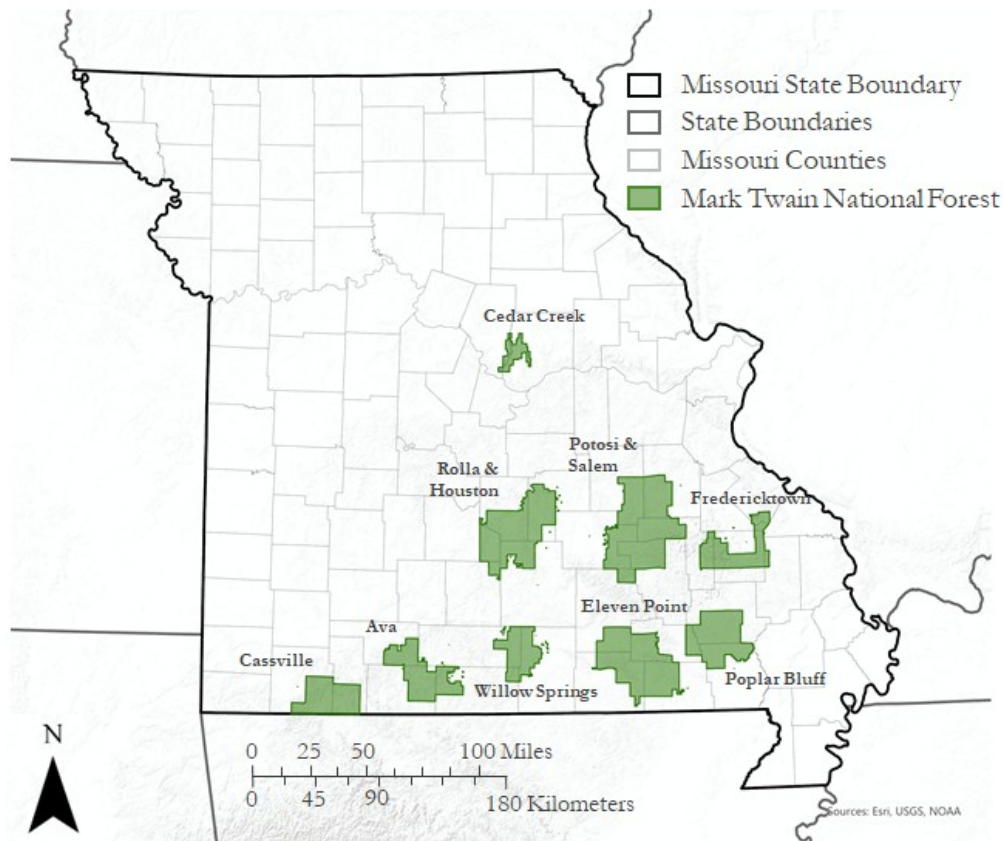 Missouri State Boundary
State Boundaries
Missouri Counties
Mark Twain National Forest
Cedar Creek
Potosi &
Salem
Rolla &
Houston
Fredericktown
Eleven Point
Ava
Cassville
Willow Springs
Poplar Bluff
N
0 25 50 100 Miles
0 45 90 180 Kilometers
Sources: Esri, USGS, NOAA